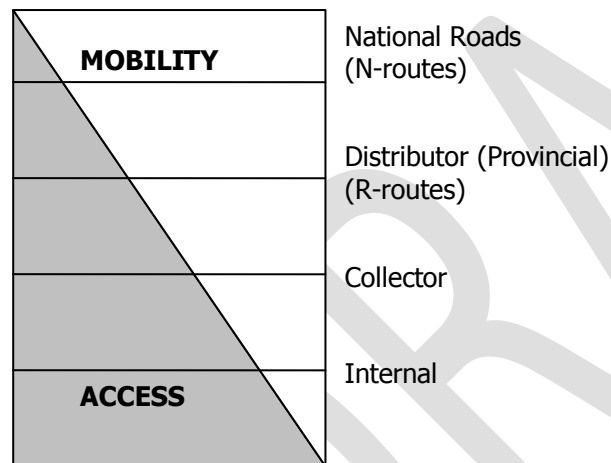 MOBILITY
National Roads
(N-routes)
Distributor (Provincial)
(R-routes)
Collector
Internal
ACCESS